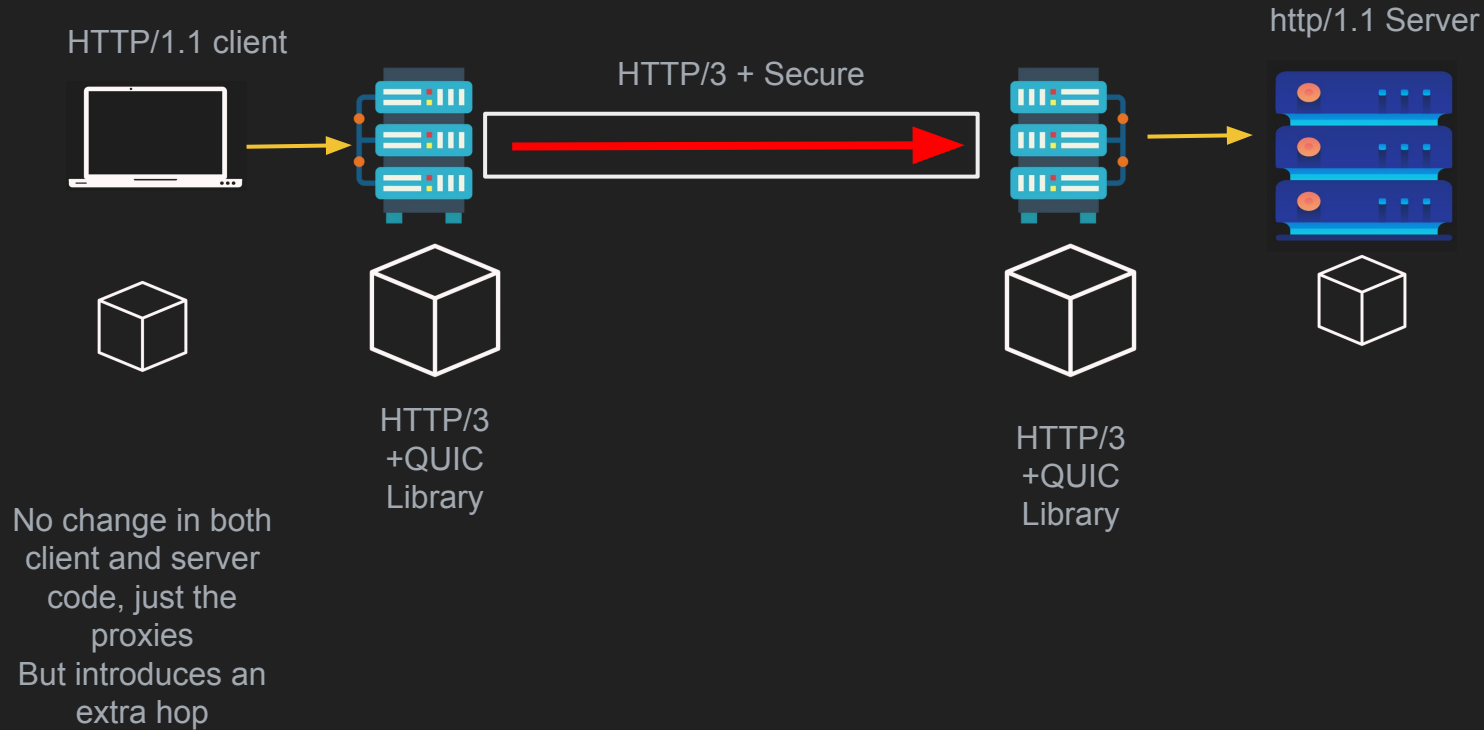 HTTP/1.1 client
HTTP/3 + Secure
http/1.1 Server
HTTP/3
+QUIC
Library
HTTP/3
+QUIC
Library
No change in both
client and server
code, just the
proxies
But introduces an
extra hop